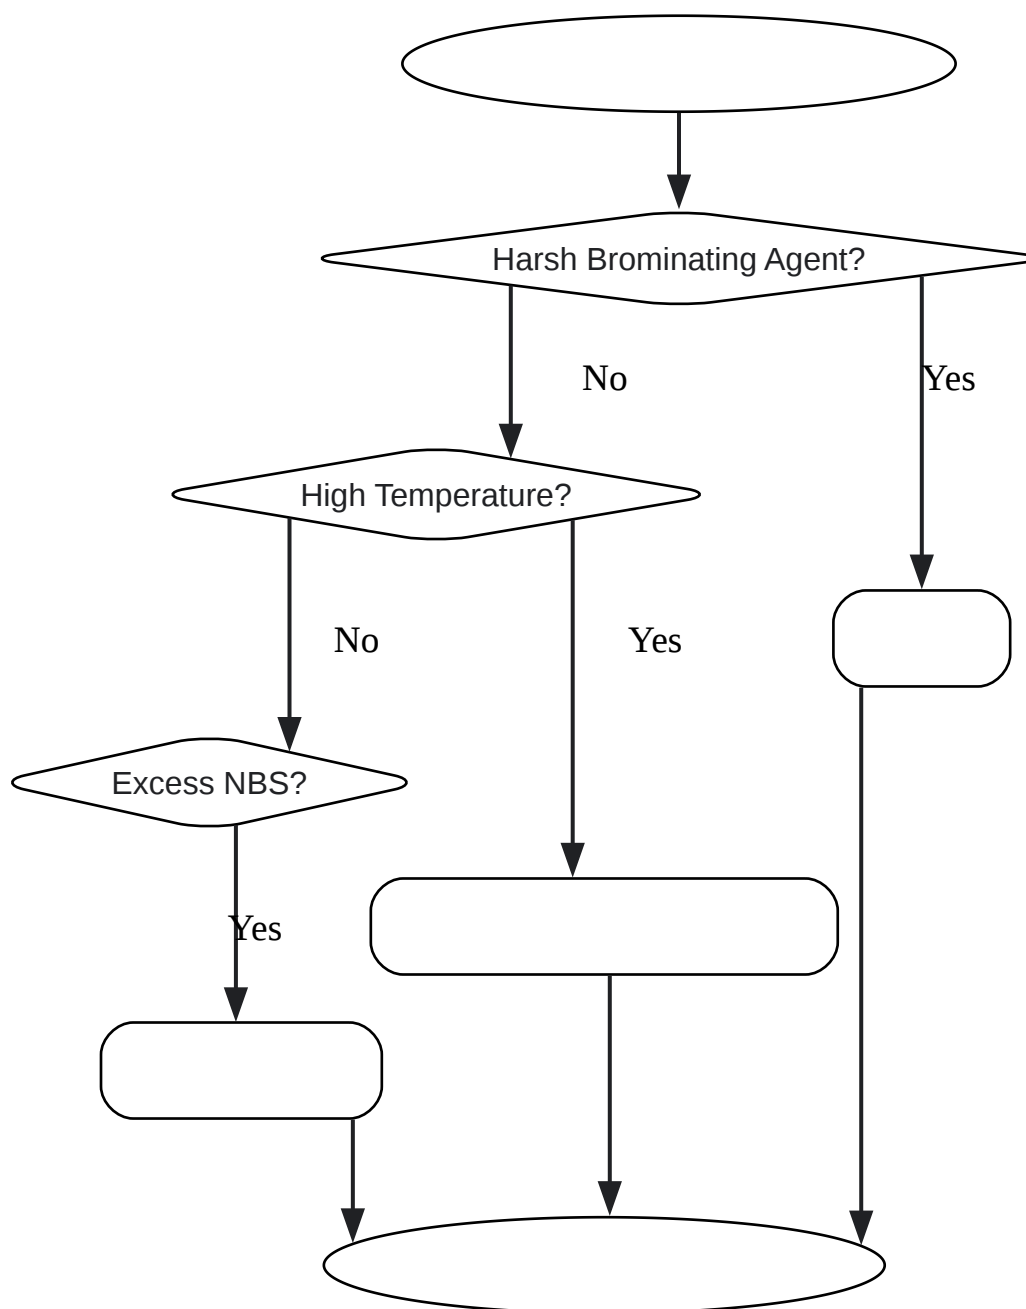 Harsh Brominating Agent?
No
Yes
High Temperature?
No
Yes
Excess NBS?
Yes